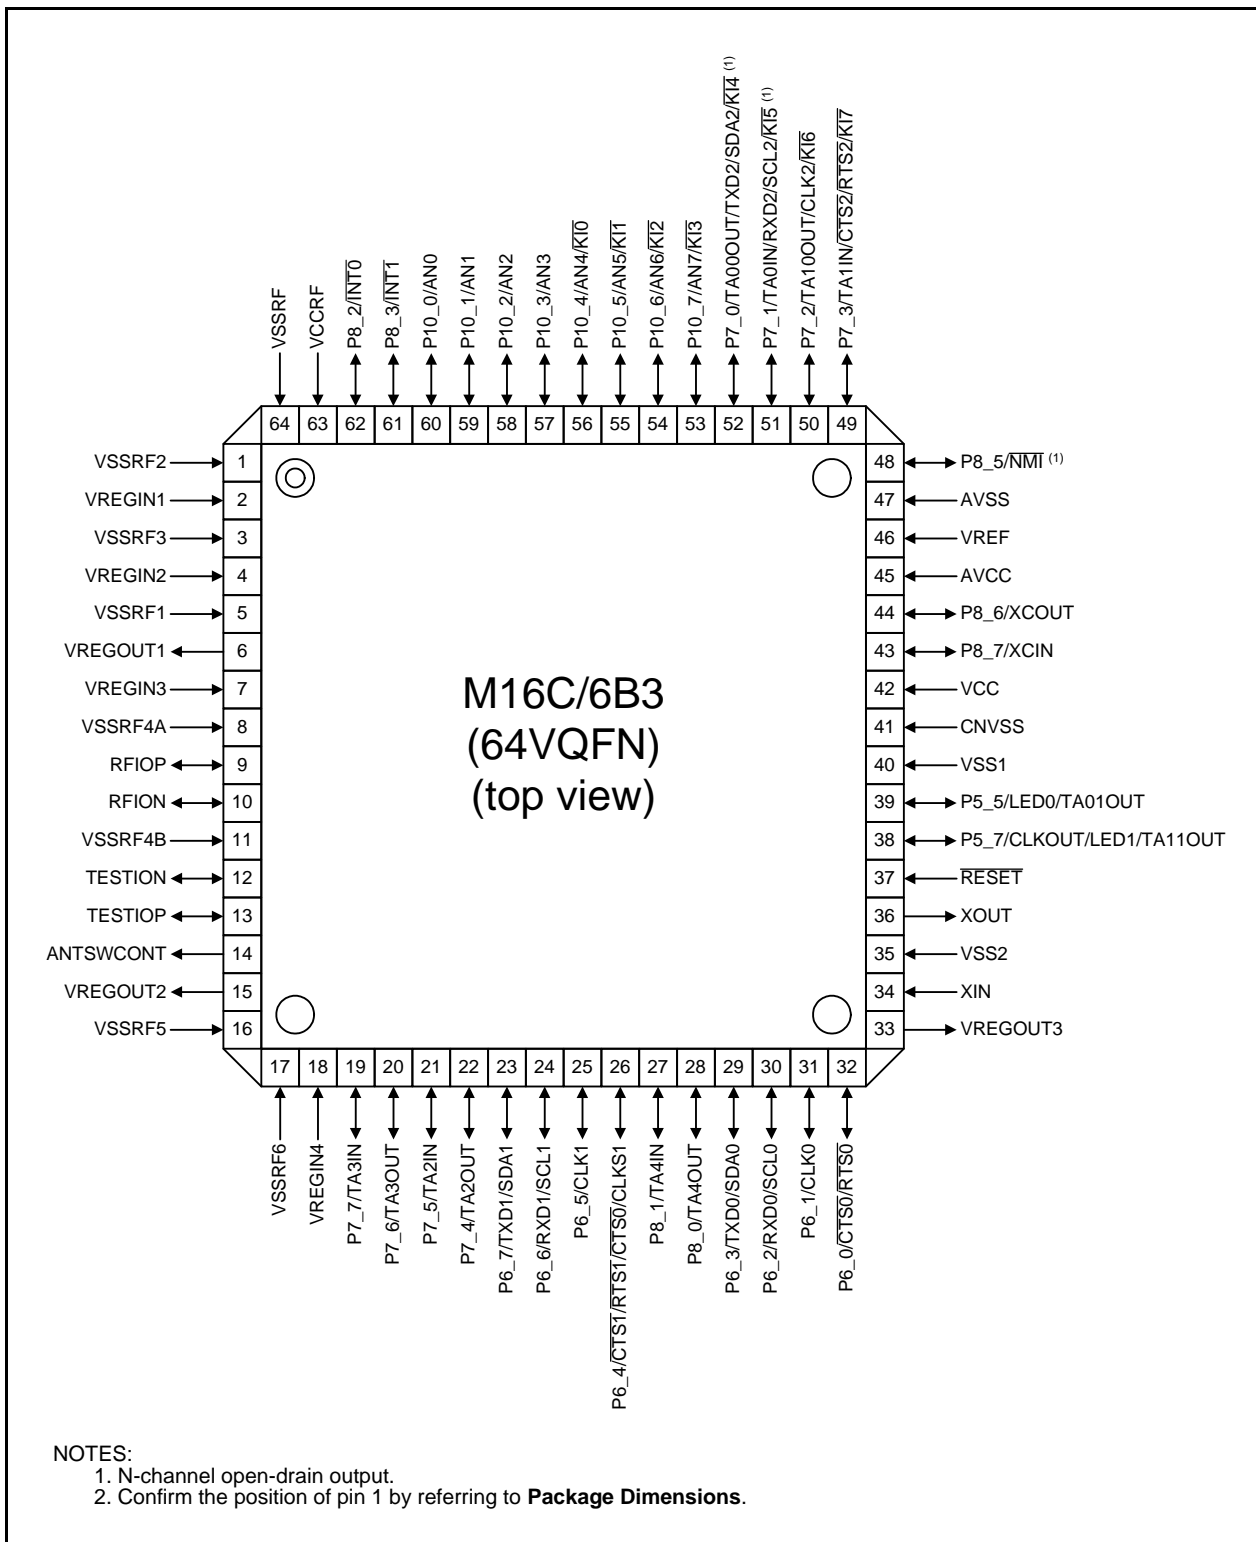 VSSRF
VCCRF
P8_2/INT0
P8_3/INT1
P10_0/AN0
P10_1/AN1
P10_2/AN2
P10_3/AN3
P10_4/AN4/KI0
P10_5/AN5/KI1
P10_6/AN6/KI2
P10_7/AN7/KI3
P7_0/TA00OUT/TXD2/SDA2/KI4 (1)
P7_1/TA0IN/RXD2/SCL2/KI5 (1)
P7_2/TA10OUT/CLK2/KI6
P7_3/TA1IN/CTS2/RTS2/KI7
64 63 62 61 60 59 58 57 56 55 54 53 52 51 50 49
VSSRF2 1
VREGIN1 2
VSSRF3 3
VREGIN2 4
VSSRF1 5
VREGOUT1 6
VREGIN3 7
VSSRF4A 8
RFIOP 9
RFION 10
VSSRF4B 11
TESTION 12
TESTIOP 13
ANTSWCONT 14
VREGOUT2 15
VSSRF5 16
M16C/6B3
(64VQFN)
(top view)
48 P8_5/NMI (1)
47 AVSS
46 VREF
45 AVCC
44 P8_6/XCOUT
43 P8_7/XCIN
42 VCC
41 CNVSS
40 VSS1
39 P5_5/LED0/TA01OUT
38 P5_7/CLKOUT/LED1/TA11OUT
37 RESET
36 XOUT
35 VSS2
34 XIN
33 VREGOUT3
17 18 19 20 21 22 23 24 25 26 27 28 29 30 31 32
VSSRF6
VREGIN4
P7_7/TA3IN
P7_6/TA3OUT
P7_5/TA2IN
P7_4/TA2OUT
P6_7/TXD1/SDA1
P6_6/RXD1/SCL1
P6_5/CLK1
P6_4/CTS1/RTS1/CTS0/CLKS1
P8_1/TA4IN
P8_0/TA4OUT
P6_3/TXD0/SDA0
P6_2/RXD0/SCL0
P6_1/CLK0
P6_0/CTS0/RTS0
NOTES:
1. N-channel open-drain output.
2. Confirm the position of pin 1 by referring to Package Dimensions.